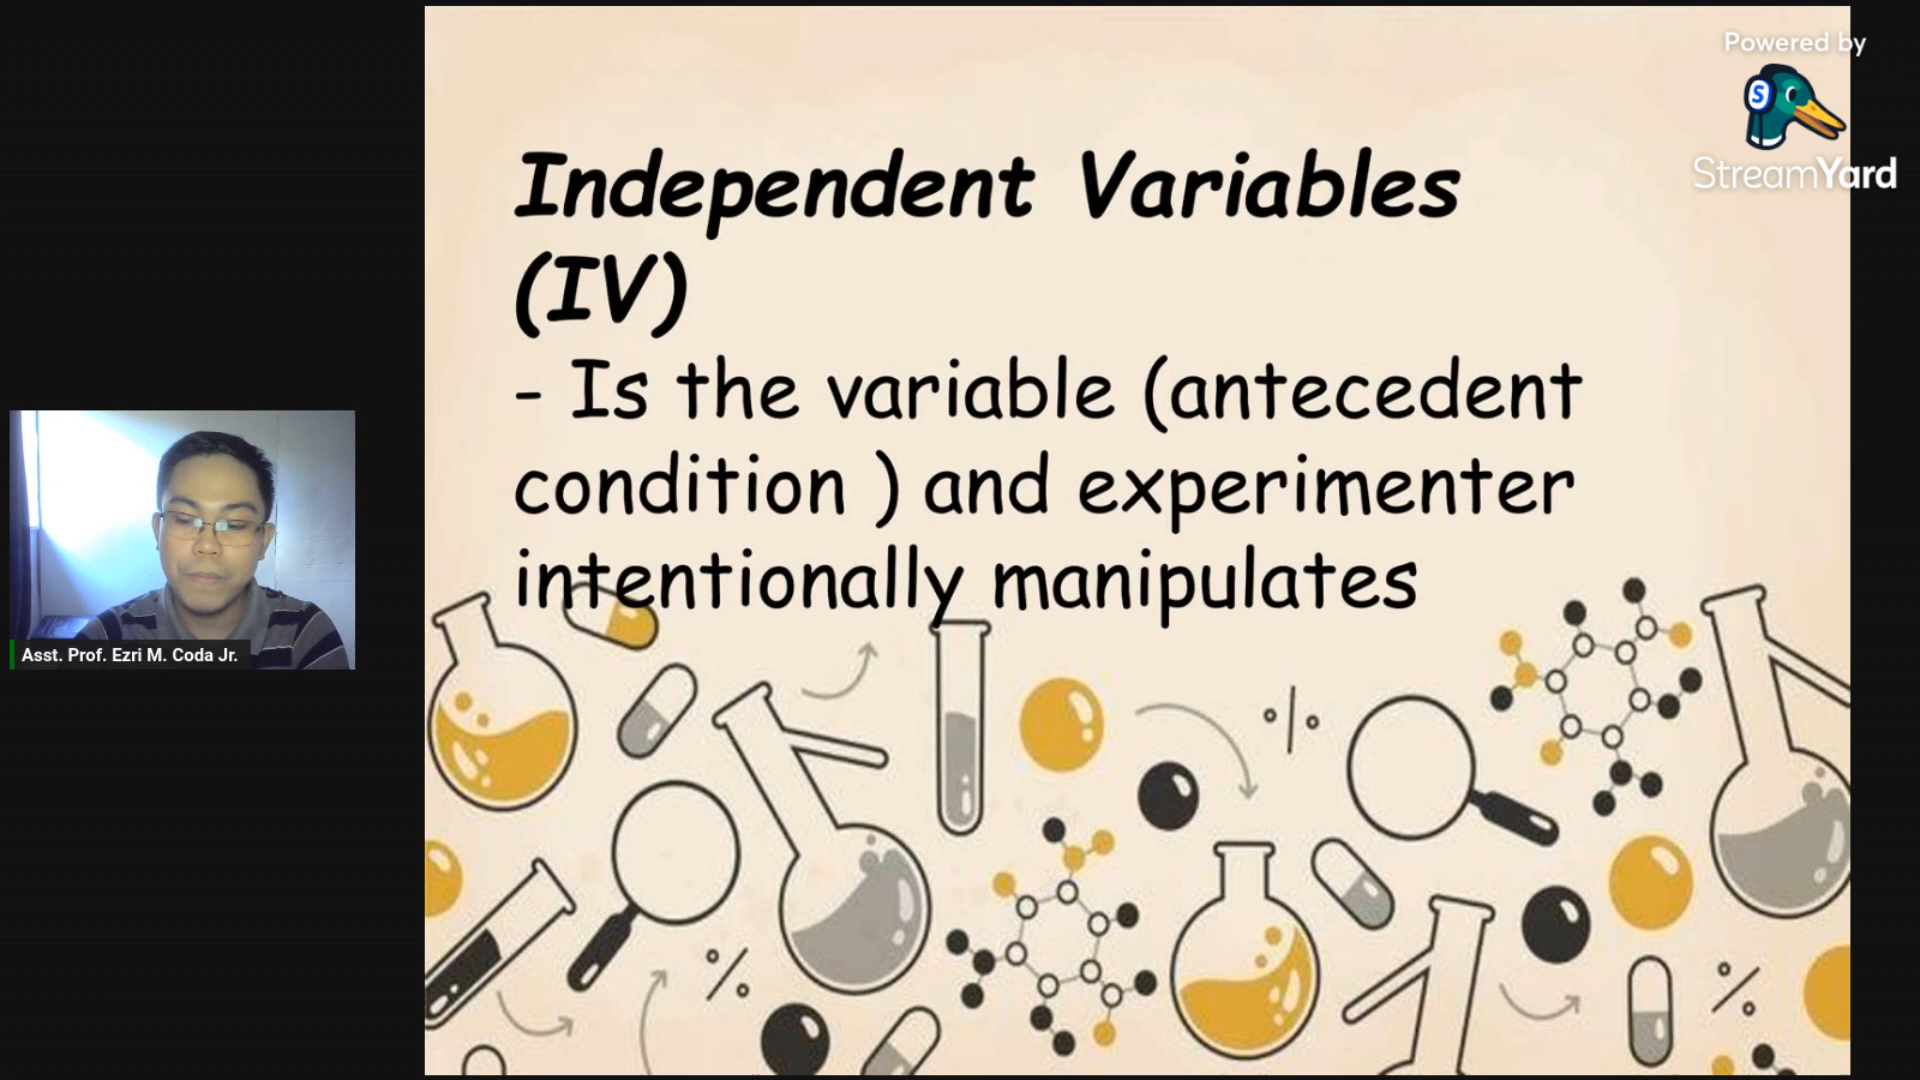 Powered by
StreamYard
Independent Variables
(IV)
- Is the variable (antecedent
condition ) and experimenter
intentionally manipulates
Asst. Prof. Ezri M. Coda Jr.